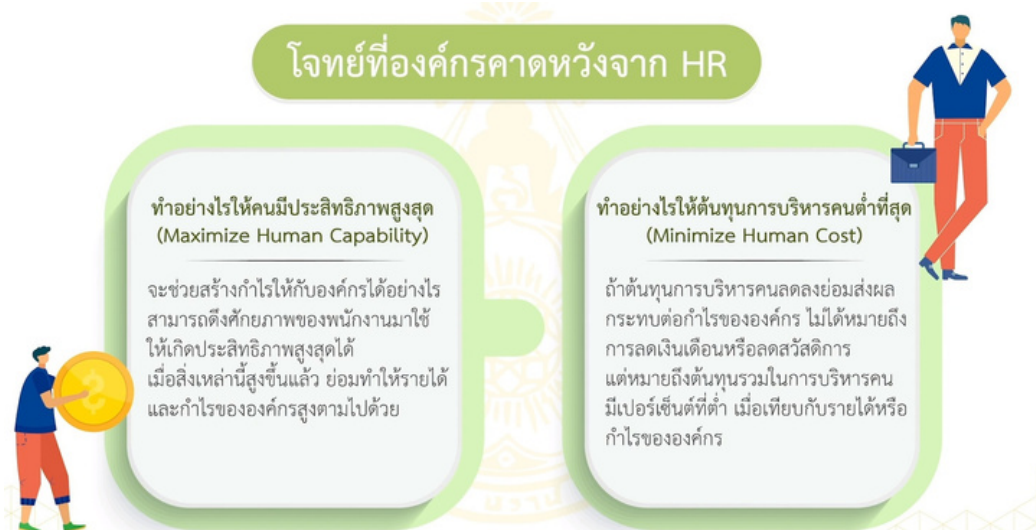 โจทย์ที่องค์กรคาดหวังจาก HR
ทำอย่างไรให้คนมีประสิทธิภาพสูงสุด
(Maximize Human Capability)
จะช่วยสร้างกำไรให้กับองค์กรได้อย่างไร
สามารถดึงศักยภาพของพนักงานมาใช้
ให้เกิดประสิทธิภาพสูงสุดได้
เมื่อสิ่งเหล่านี้สูงขึ้นแล้ว ย่อมทำให้รายได้
และกำไรขององค์กรสูงตามไปด้วย
ทำอย่างไรให้ต้นทุนการบริหารคนต่ำที่สุด
(Minimize Human Cost)
ถ้าต้นทุนการบริหารคนลดลงย่อมส่งผล
กระทบต่อกำไรขององค์กร ไม่ได้หมายถึง
การลดเงินเดือนหรือลดสวัสดิการ
แต่หมายถึงต้นทุนรวมในการบริหารคน
มีเปอร์เซ็นต์ที่ต่ำ เมื่อเทียบกับรายได้หรือ
กำไรขององค์กร